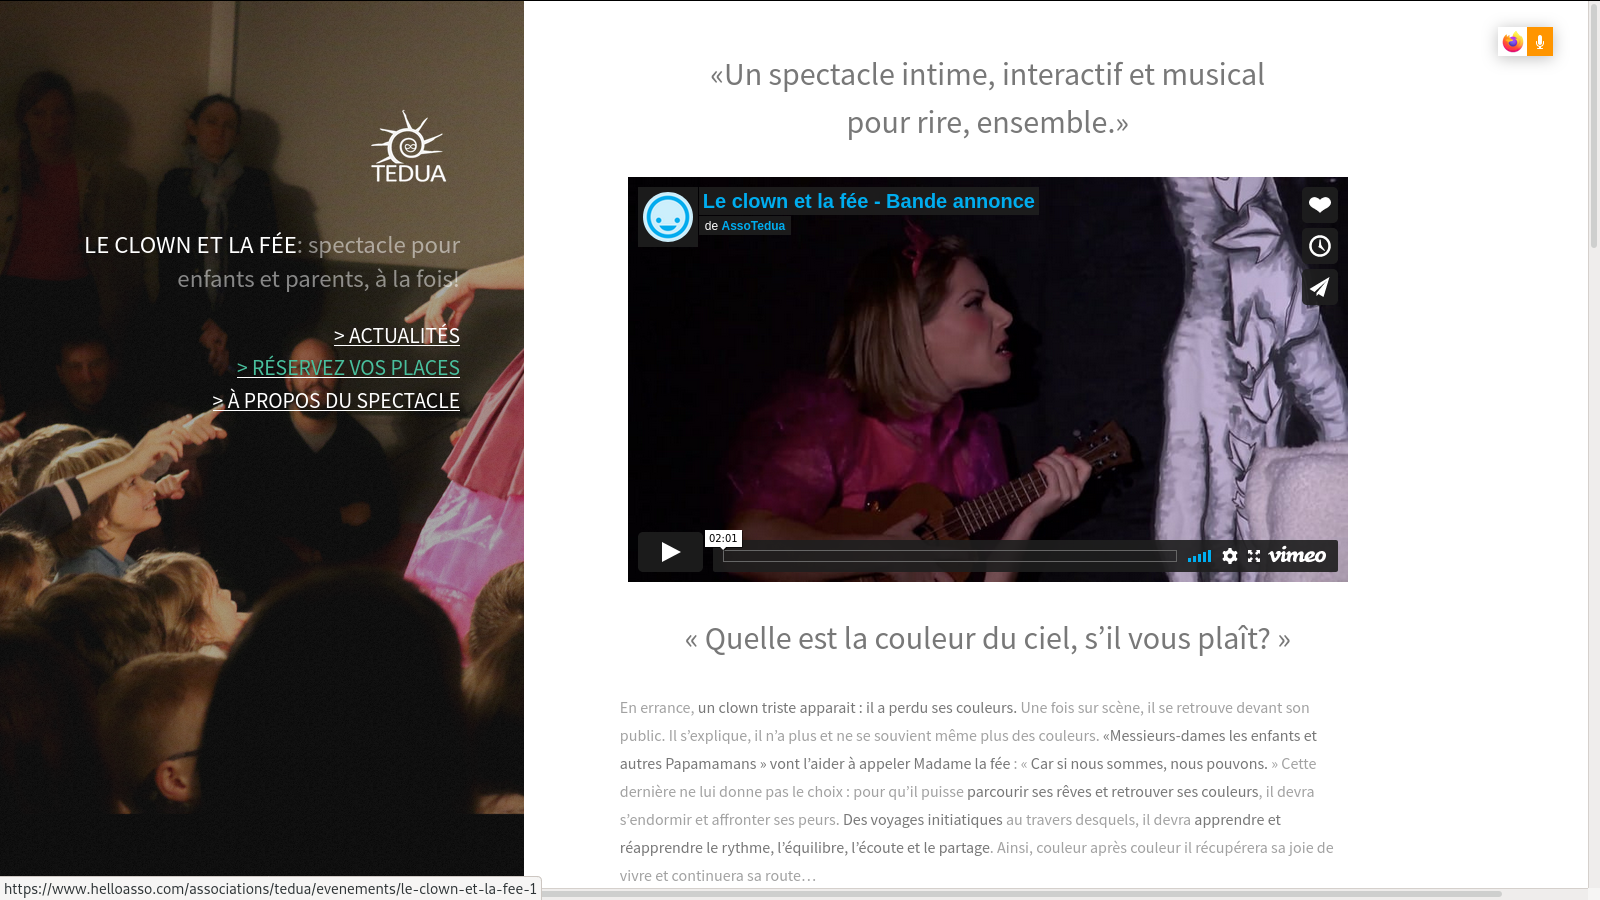 TEDUA
LE CLOWN ET LA FÉE: spectacle pour
enfants et parents, à la fois!
> ACTUALITÉS
> RÉSERVEZ VOS PLACES
> À PROPOS DU SPECTACLE
«Un spectacle intime, interactif et musical
pour rire, ensemble.»
Le clown et la fée - Bande annonce
de AssoTedua
02:01
vimeo
« Quelle est la couleur du ciel, s’il vous plaît? »
En errance, un clown triste apparait : il a perdu ses couleurs. Une fois sur scène, il se retrouve devant son
public. Il s’explique, il n’a plus et ne se souvient même plus des couleurs. «Messieurs-dames les enfants et
autres Papamamans » vont l’aider à appeler Madame la fée : « Car si nous sommes, nous pouvons. » Cette
dernière ne lui donne pas le choix : pour qu’il puisse parcourir ses rêves et retrouver ses couleurs, il devra
s’endormir et affronter ses peurs. Des voyages initiatiques au travers desquels, il devra apprendre et
réapprendre le rythme, l’équilibre, l’écoute et le partage. Ainsi, couleur après couleur il récupérera sa joie de
vivre et continuera sa route…
https://www.helloasso.com/associations/tedua/evenements/le-clown-et-la-fee-1